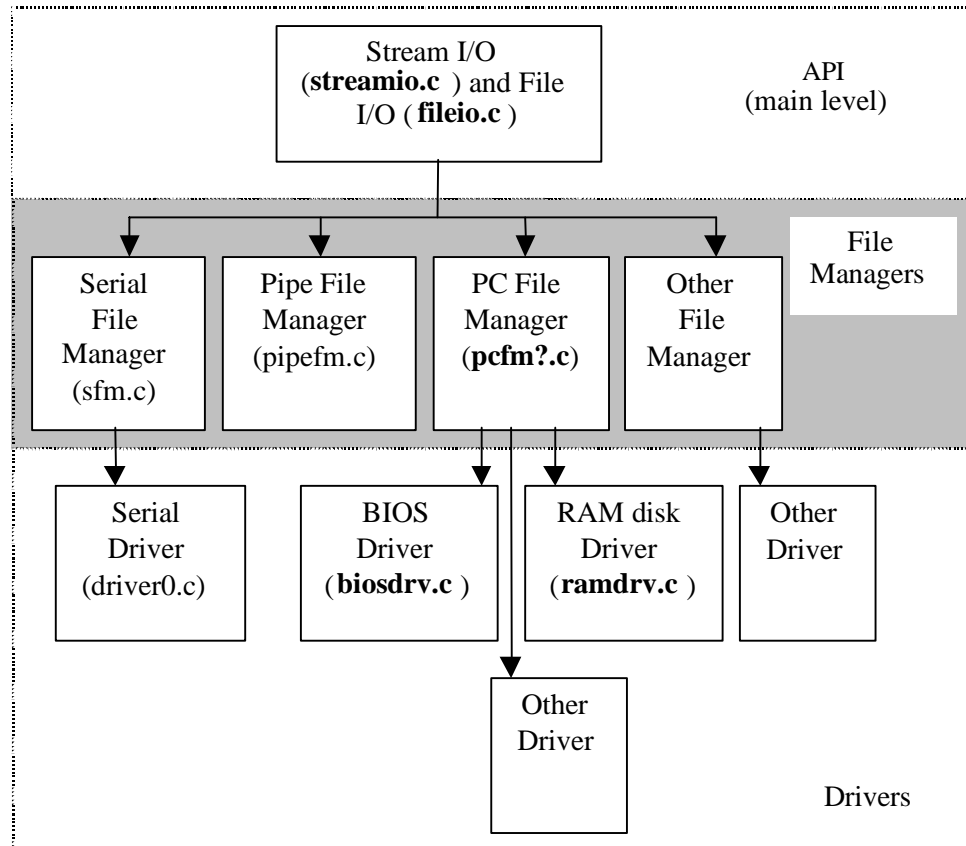 Stream I/O
(streamio.c ) and File
I/O ( fileio.c )
API
(main level)
File
Managers
Serial
File
Manager
(sfm.c)
Pipe File
Manager
(pipefm.c)
PC File
Manager
(pcfm?.c)
Other
File
Manager
Serial
Driver
(driver0.c)
BIOS
Driver
(biosdrv.c )
RAM disk
Driver
(ramdrv.c )
Other
Driver
Other
Driver
Drivers